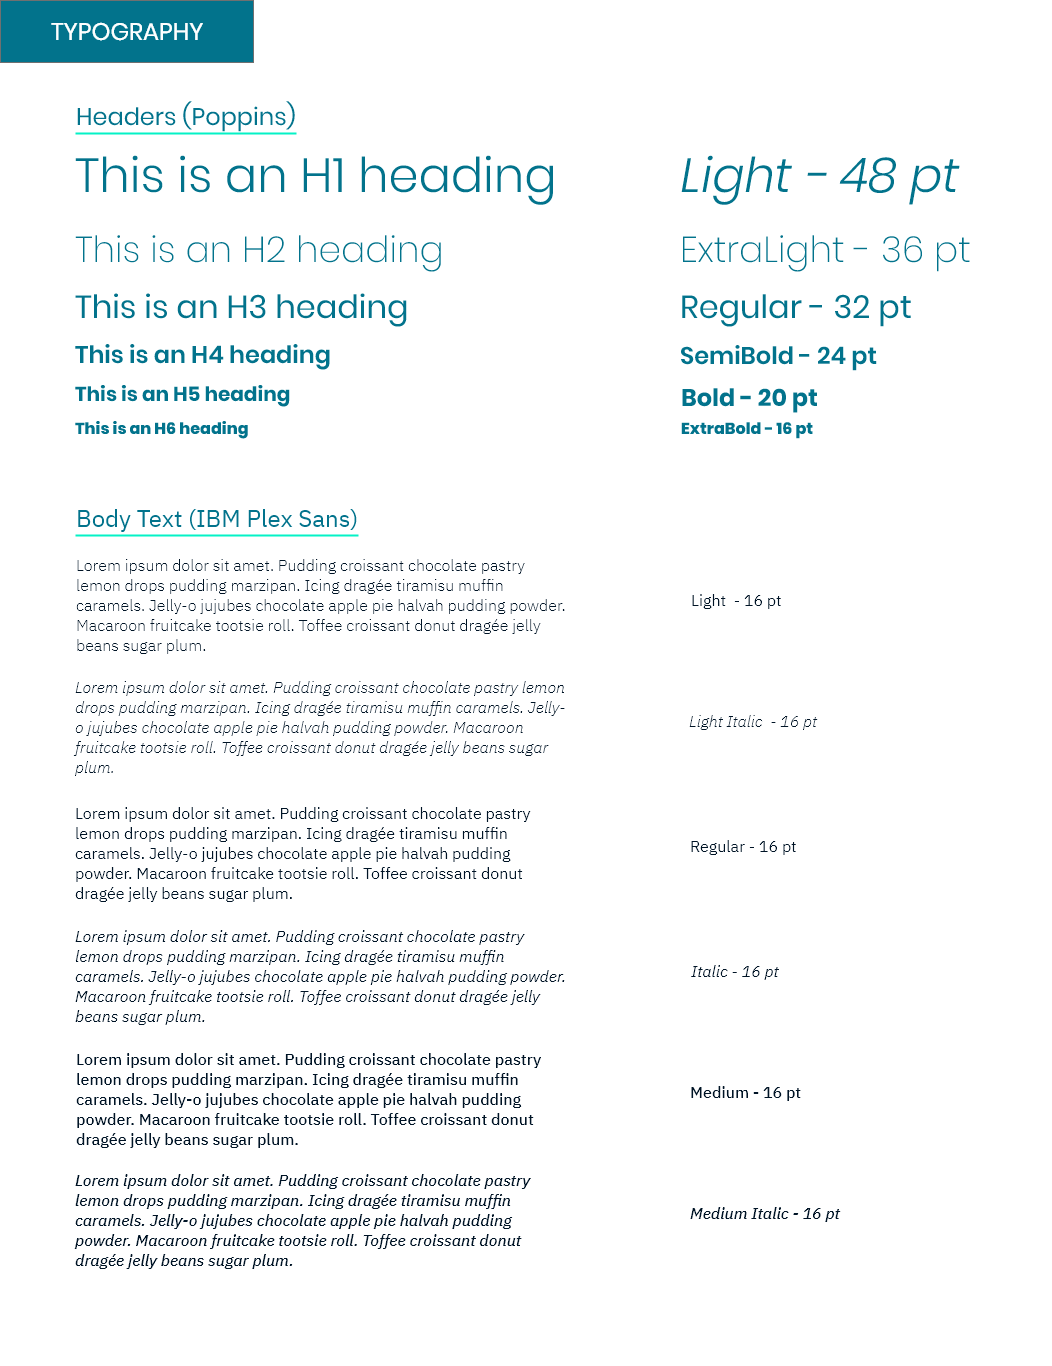 TYPOGRAPHY
Headers (Poppins)
This is an H1 heading
Light - 48 pt
This is an H2 heading
ExtraLight - 36 pt
This is an H3 heading
Regular - 32 pt
This is an H4 heading
SemiBold - 24 pt
This is an H5 heading
Bold - 20 pt
This is an H6 heading
ExtraBold - 16 pt
Body Text (IBM Plex Sans)
Lorem ipsum dolor sit amet. Pudding croissant chocolate pastry
lemon drops pudding marzipan. Icing dragée tiramisu muffin
caramels. Jelly-o jujubes chocolate apple pie halvah pudding powder.
Macaroon fruitcake tootsie roll. Toffee croissant donut dragée jelly
beans sugar plum.
Light - 16 pt
Lorem ipsum dolor sit amet. Pudding croissant chocolate pastry lemon
drops pudding marzipan. Icing dragée tiramisu muffin caramels. Jelly-
o jujubes chocolate apple pie halvah pudding powder. Macaroon
fruitcake tootsie roll. Toffee croissant donut dragée jelly beans sugar
plum.
Light Italic - 16 pt
Lorem ipsum dolor sit amet. Pudding croissant chocolate pastry
lemon drops pudding marzipan. Icing dragée tiramisu muffin
caramels. Jelly-o jujubes chocolate apple pie halvah pudding
powder. Macaroon fruitcake tootsie roll. Toffee croissant donut
dragée jelly beans sugar plum.
Regular - 16 pt
Lorem ipsum dolor sit amet. Pudding croissant chocolate pastry
lemon drops pudding marzipan. Icing dragée tiramisu muffin
caramels. Jelly-o jujubes chocolate apple pie halvah pudding powder.
Macaroon fruitcake tootsie roll. Toffee croissant donut dragée jelly
beans sugar plum.
Italic - 16 pt
Lorem ipsum dolor sit amet. Pudding croissant chocolate pastry
lemon drops pudding marzipan. Icing dragée tiramisu muffin
caramels. Jelly-o jujubes chocolate apple pie halvah pudding
powder. Macaroon fruitcake tootsie roll. Toffee croissant donut
dragée jelly beans sugar plum.
Medium - 16 pt
Lorem ipsum dolor sit amet. Pudding croissant chocolate pastry
lemon drops pudding marzipan. Icing dragée tiramisu muffin
caramels. Jelly-o jujubes chocolate apple pie halvah pudding
powder. Macaroon fruitcake tootsie roll. Toffee croissant donut
dragée jelly beans sugar plum.
Medium Italic - 16 pt